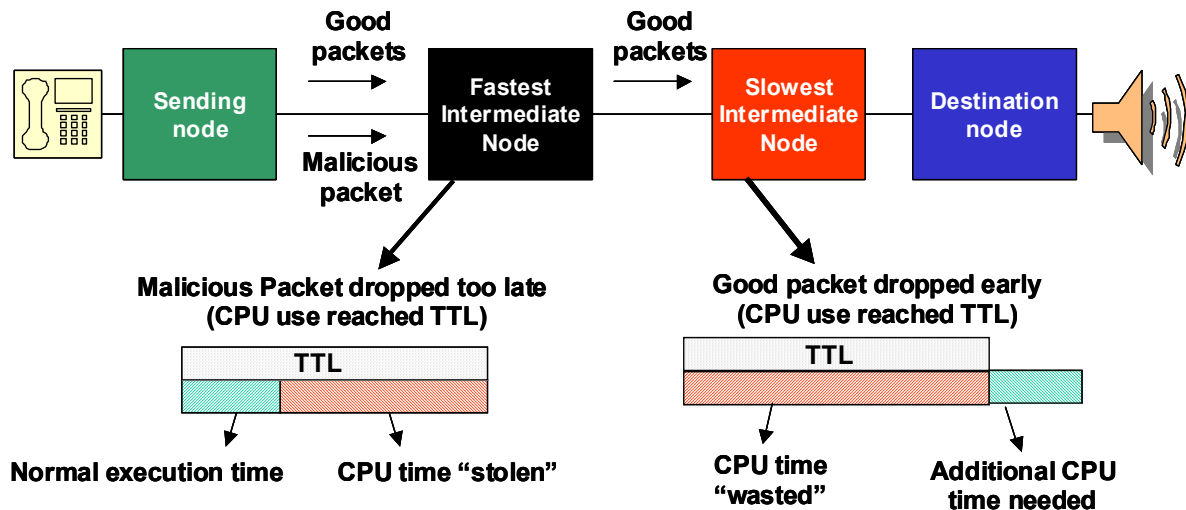 Good
packets
Good
packets
Sending
node
Fastest
Intermediate
Node
Slowest
Intermediate
Node
Destination
node
Malicious
packet
Malicious Packet dropped too late
(CPU use reached TTL)
Good packet dropped early
(CPU use reached TTL)
TTL
TTL
Normal execution time
CPU time “stolen”
CPU time
“wasted”
Additional CPU
time needed